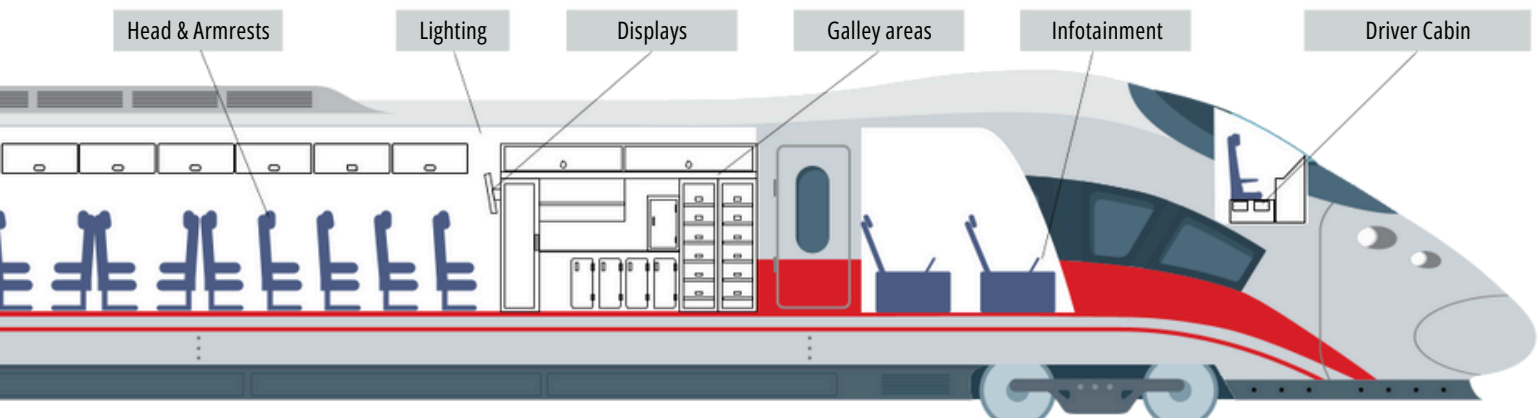 Head & Armrests
Lighting
Displays
Galley areas
Infotainment
Driver Cabin